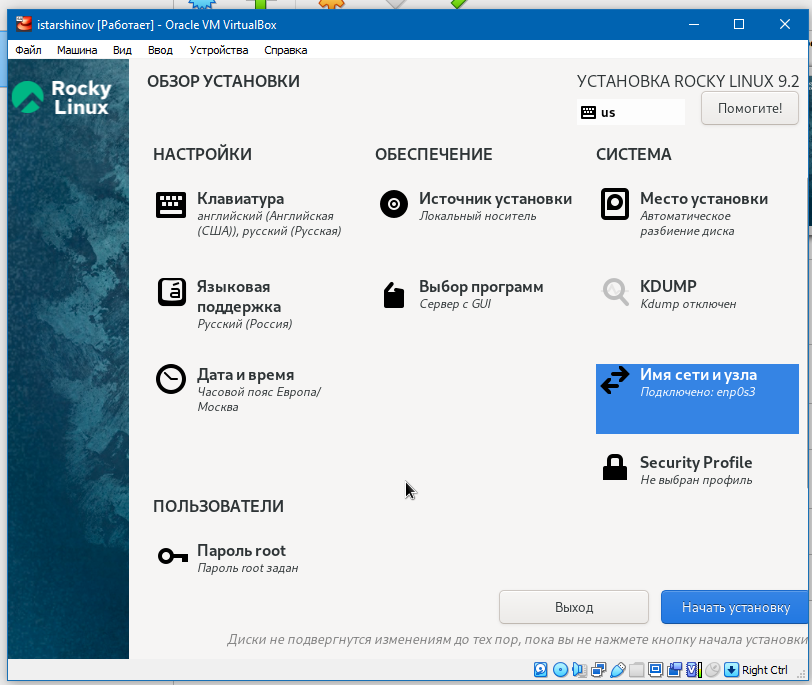 istarshinov [Работает] - Oracle VM VirtualBox
Файл Машина Вид Ввод Устройства Справка
Rocky
Linux
ОБЗОР УСТАНОВКИ
УСТАНОВКА ROCKY LINUX 9.2
us
Помогите!
НАСТРОЙКИ
Клавиатура
английский (Английская
(США)), русский (Русская)
Языковая
поддержка
Русский (Россия)
Дата и время
Часовой пояс Европа/
Москва
ОБЕСПЕЧЕНИЕ
Источник установки
Локальный носитель
Выбор программ
Сервер с GUI
СИСТЕМА
Место установки
Автоматическое
разбиение диска
KDUMP
Kdump отключен
Имя сети и узла
Подключено: enp0s3
Security Profile
Не выбран профиль
ПОЛЬЗОВАТЕЛИ
Пароль root
Пароль root задан
Выход
Начать установку
Диски не подвергнутся изменениям до тех пор, пока вы не нажмете кнопку начала установки
Right Ctrl